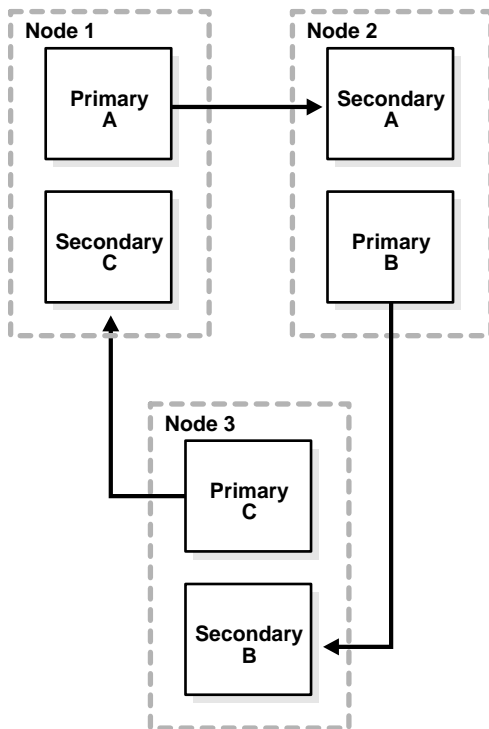 Node 1
Primary
A
Secondary
C
Node 2
Secondary
A
Primary
B
Node 3
Primary
C
Secondary
B